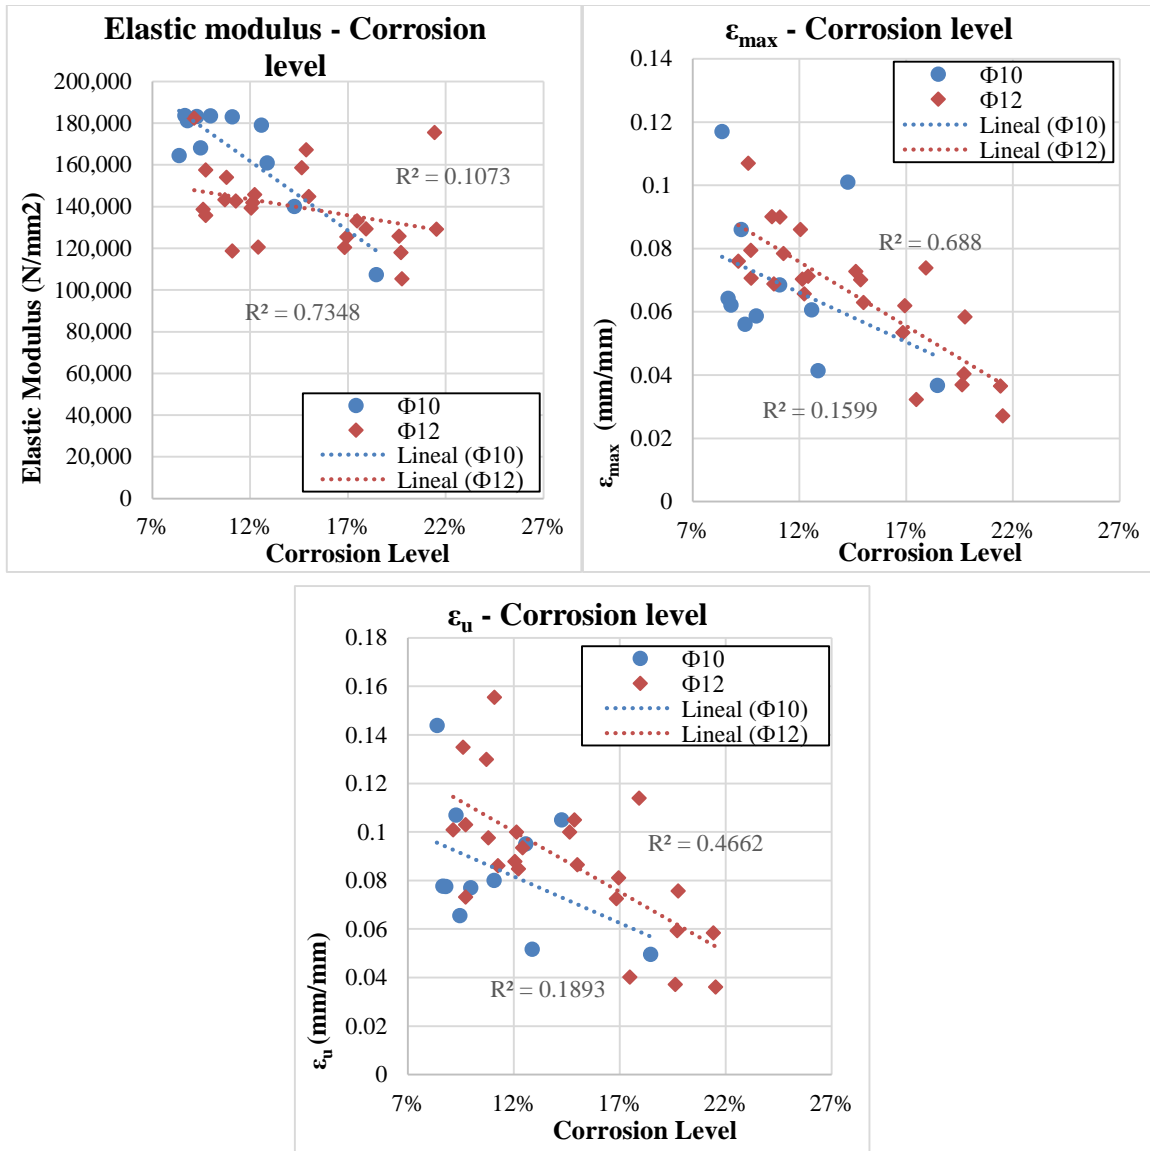 Elastic modulus - Corrosion
level
200,000
180,000
160,000
140,000
120,000
100,000
80,000
60,000
40,000
20,000
0
Elastic Modulus (N/mm2)
R² = 0.1073
R² = 0.7348
Φ10
Φ12
Lineal (Φ10)
Lineal (Φ12)
7% 12% 17% 22% 27%
Corrosion Level
εmax - Corrosion level
0.14
0.12
0.1
0.08
0.06
0.04
0.02
0
εmax (mm/mm)
Φ10
Φ12
Lineal (Φ10)
Lineal (Φ12)
R² = 0.688
R² = 0.1599
7% 12% 17% 22% 27%
Corrosion Level
εu - Corrosion level
0.18
0.16
0.14
0.12
0.1
0.08
0.06
0.04
0.02
0
εu (mm/mm)
Φ10
Φ12
Lineal (Φ10)
Lineal (Φ12)
R² = 0.4662
R² = 0.1893
7% 12% 17% 22% 27%
Corrosion Level